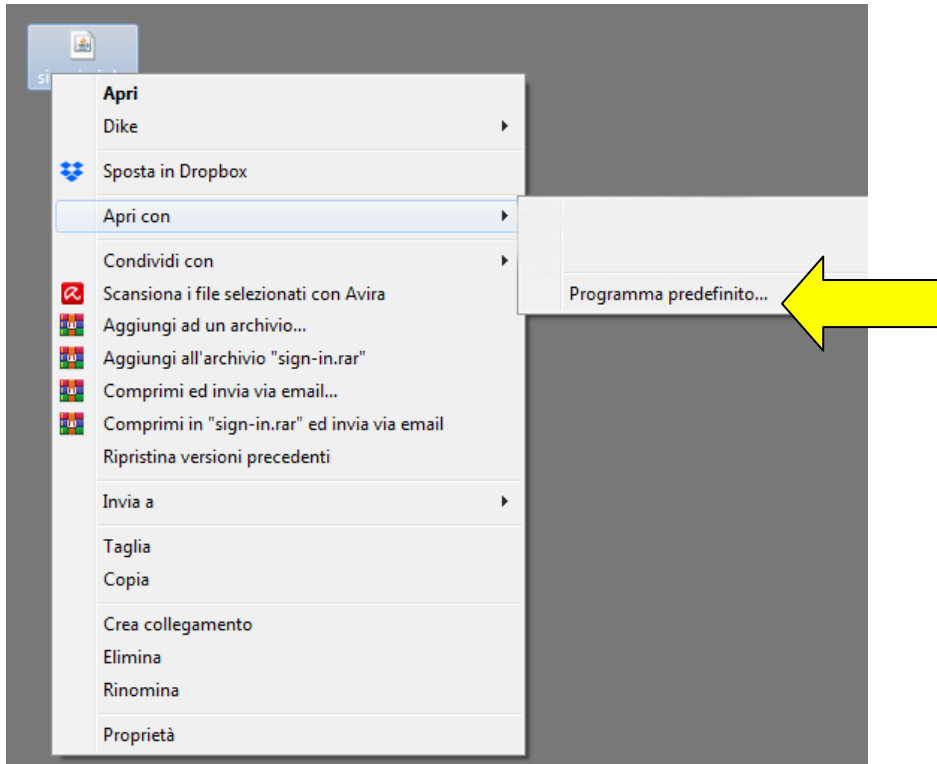 Apri
Dike
Sposta in Dropbox
Apri con
Programma predefinito...
Condividi con
Scansiona i file selezionati con Avira
Aggiungi ad un archivio...
Aggiungi all'archivio "sign-in.rar"
Comprimi ed invia via email...
Comprimi in "sign-in.rar" ed invia via email
Ripristina versioni precedenti
Invia a
Taglia
Copia
Crea collegamento
Elimina
Rinomina
Proprietà